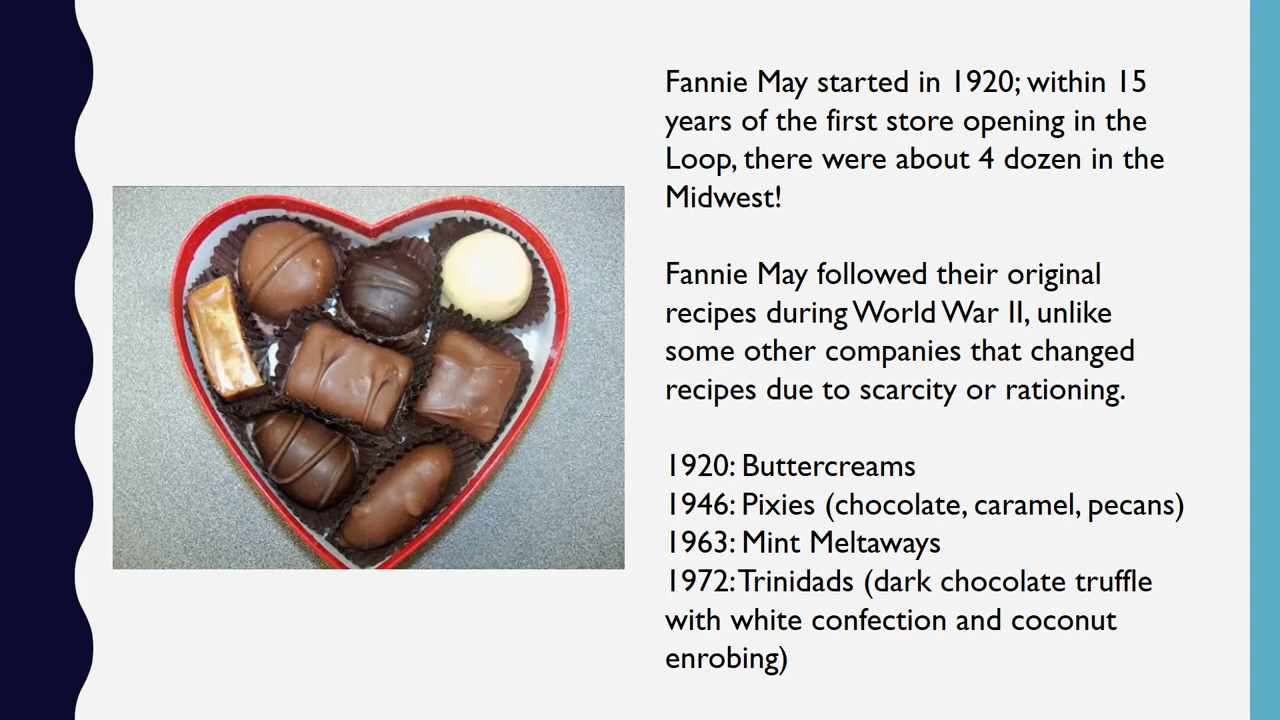 Fannie May started in 1920; within 15
years of the first store opening in the
Loop, there were about 4 dozen in the
Midwest!
Fannie May followed their original
recipes during World War II, unlike
some other companies that changed
recipes due to scarcity or rationing.
1920: Buttercreams
1946: Pixies (chocolate, caramel, pecans)
1963: Mint Meltaways
1972: Trinidads (dark chocolate truffle
with white confection and coconut
enrobing)